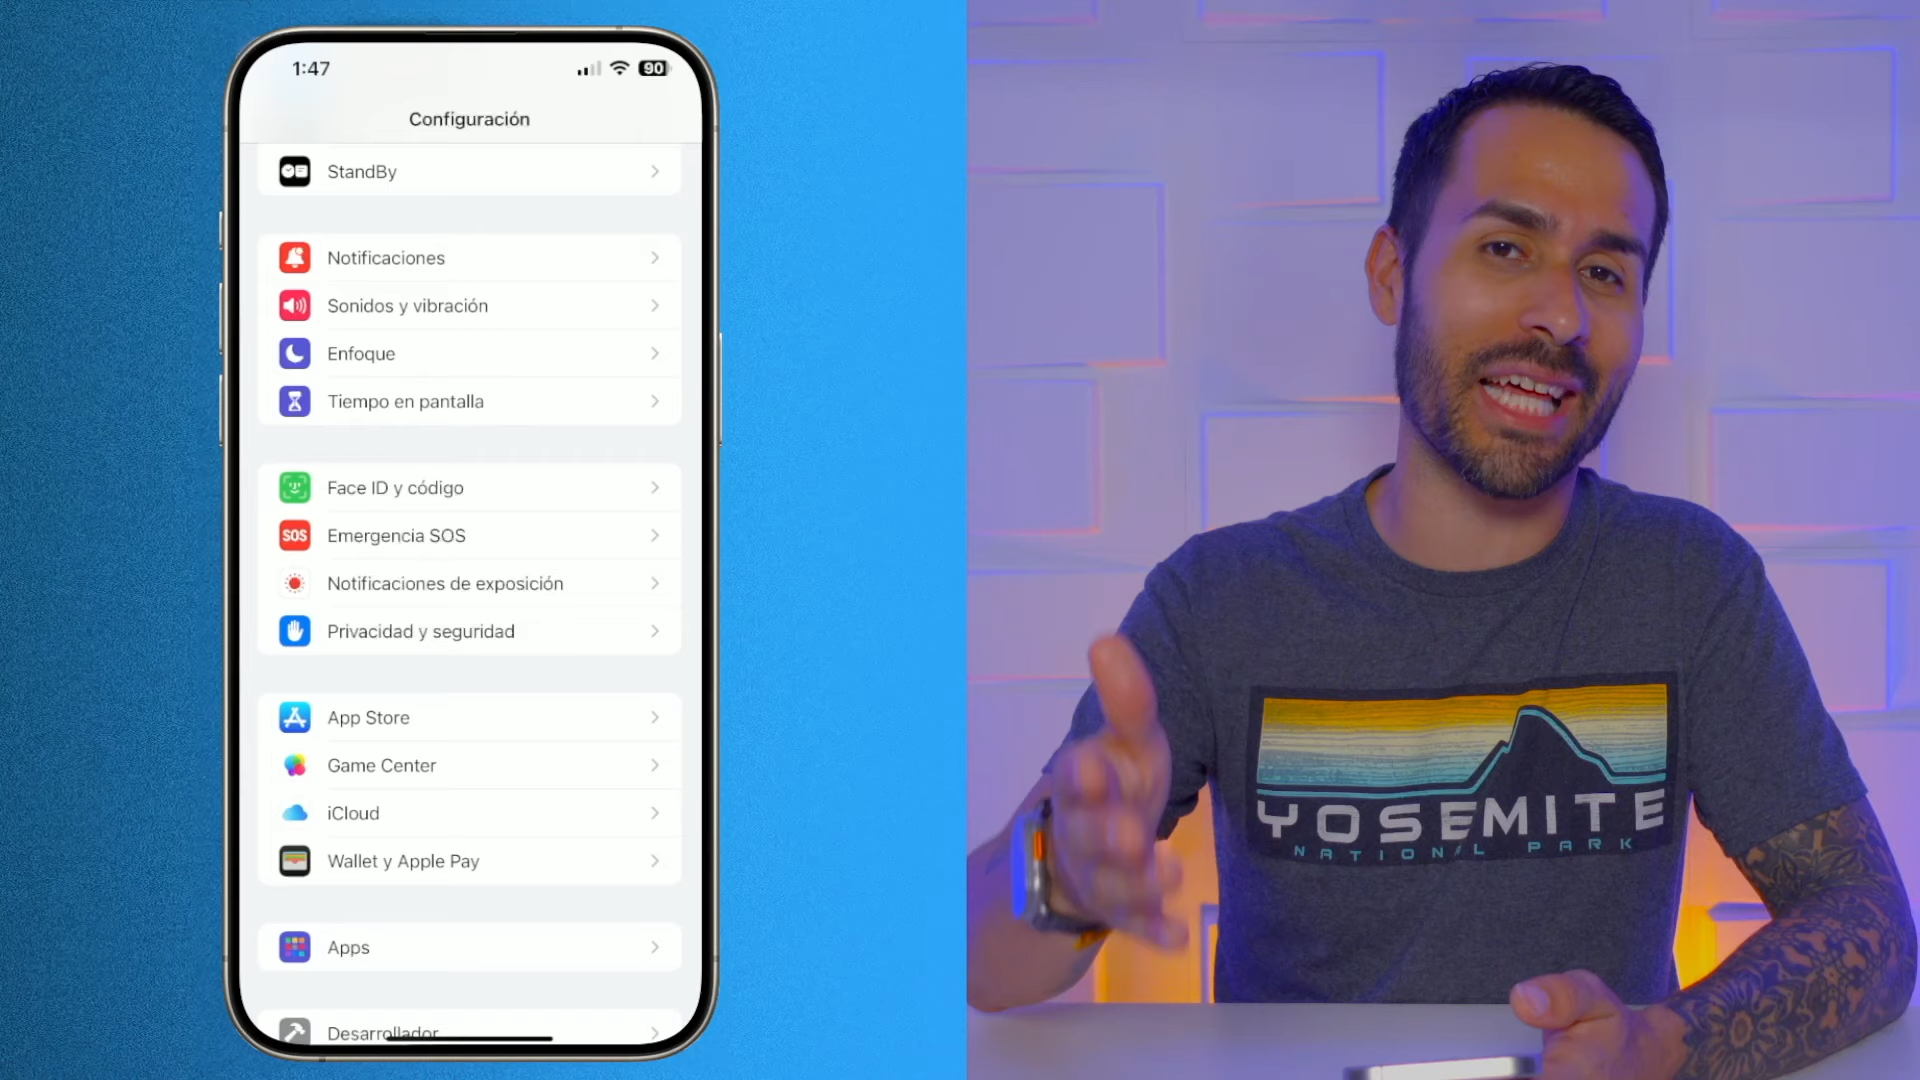 1:47
90
Configuración
StandBy
Notificaciones
Sonidos y vibración
Enfoque
Tiempo en pantalla
Face ID y código
SOS
Emergencia SOS
Notificaciones de exposición
Privacidad y seguridad
App Store
Game Center
iCloud
Wallet y Apple Pay
Apps
Desarrollador
YOSEMITE
NATIONAL PARK